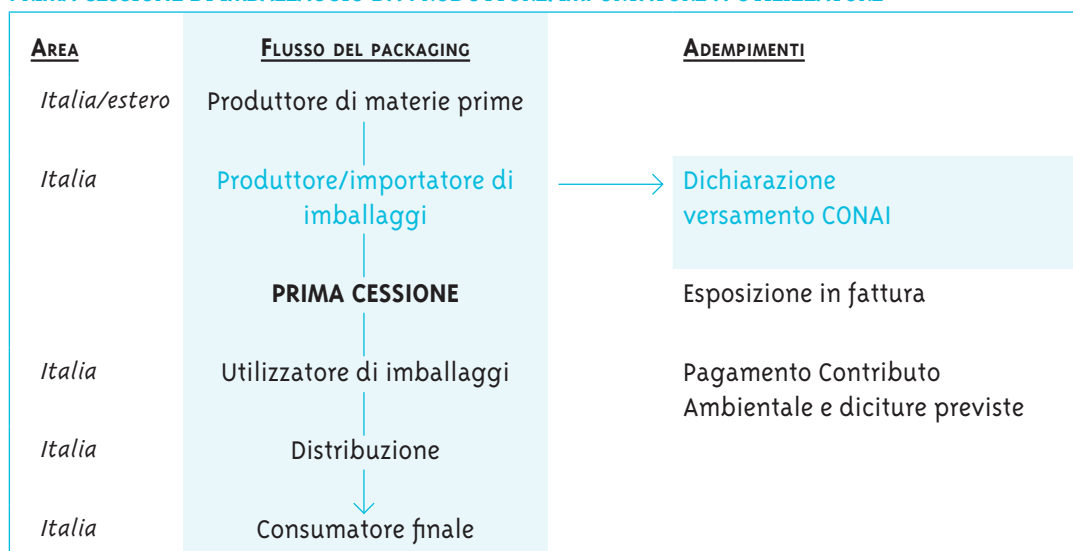 Area Flusso del packaging Adempimenti
Italia/estero Produttore di materie prime
Italia Produttore/importatore di Dichiarazione
imballaggi versamento CONAI
PRIMA CESSIONE Esposizione in fattura
Italia Utilizzatore di imballaggi Pagamento Contributo
Ambientale e diciture previste
Italia Distribuzione
Italia Consumatore finale